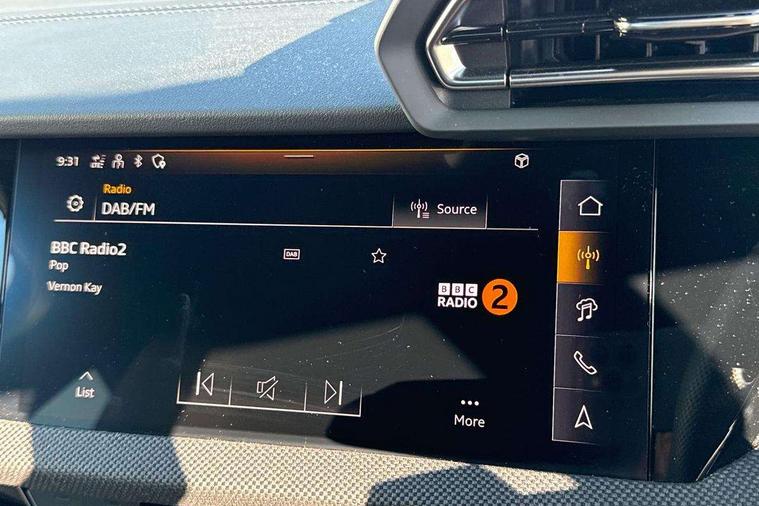 9:31
Radio
DAB/FM
Source
BBC Radio2
DAB
Pop
Vernon Kay
BBC
RADIO 2
List
More